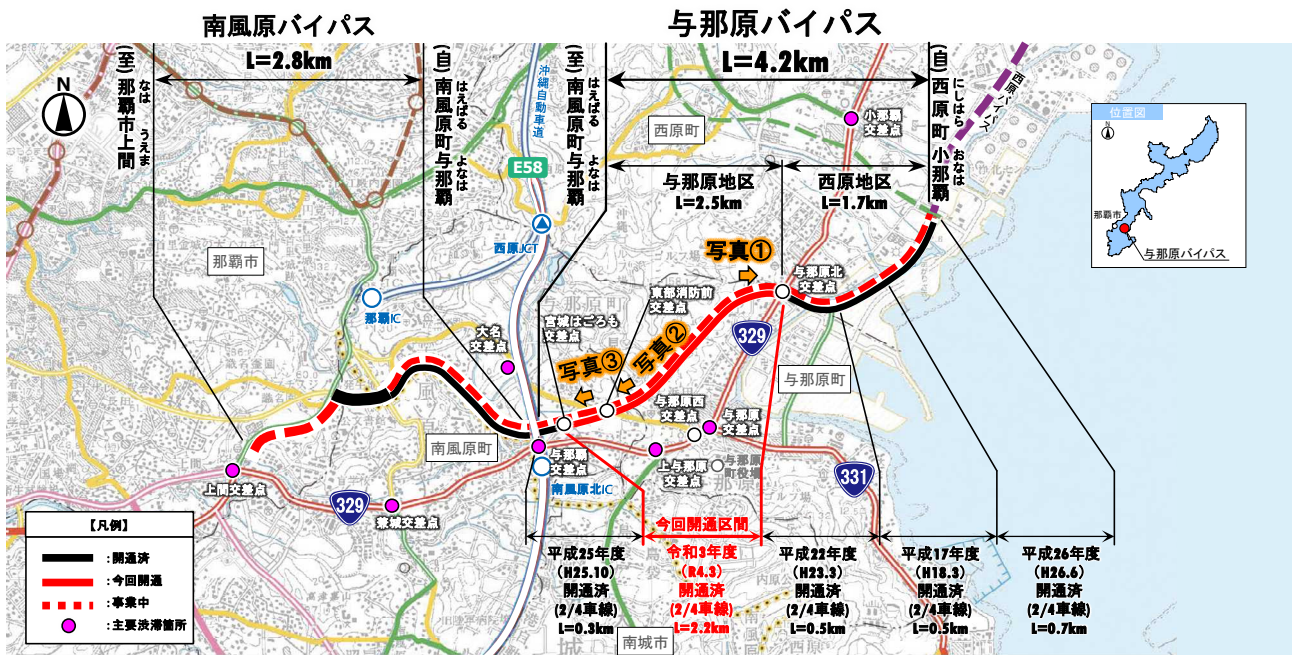 南風原バイパス
与那原バイパス
L=2.8km
L=4.2km
(至)那覇市上間
なは うえま
(自)南風原町与那覇
はえばる よなは
(至)南風原町与那覇
はえばる よなは
(自)西原町小那覇
にしはら おなは
沖縄自動車道
西原バイパス
N
E58
西原町
小那覇
交差点
与那原地区
L=2.5km
西原地区
L=1.7km
位置図
N
那覇市
与那原バイパス
那覇市
西原JCT
那覇IC
写真①
与那原北
交差点
東部消防前
交差点
宮城はごろも
交差点
大名
交差点
写真②
写真③
329
与那原町
与那原西
交差点
与那原
交差点
南風原町
与那覇
交差点
上与那原
交差点
与那原
町役場
南風原北IC
上間交差点
329
兼城交差点
331
【凡例】
:開通済
:今回開通
:事業中
:主要渋滞箇所
今回開通区間
平成25年度
(H25.10)
開通済
(2/4車線)
L=0.3km
令和3年度
(R4.3)
開通済
(2/4車線)
L=2.2km
平成22年度
(H23.3)
開通済
(2/4車線)
L=0.5km
平成17年度
(H18.3)
開通済
(2/4車線)
L=0.5km
平成26年度
(H26.6)
開通済
(2/4車線)
L=0.7km
南城市